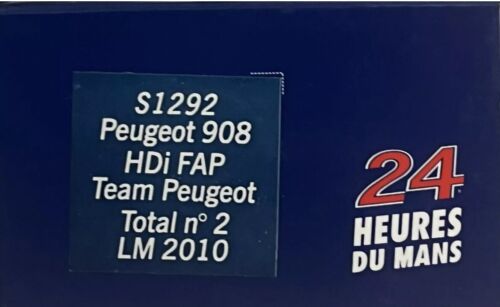 S1292
Peugeot 908
HDi FAP
Team Peugeot
Total n° 2
LM 2010
24
HEURES
DU MANS